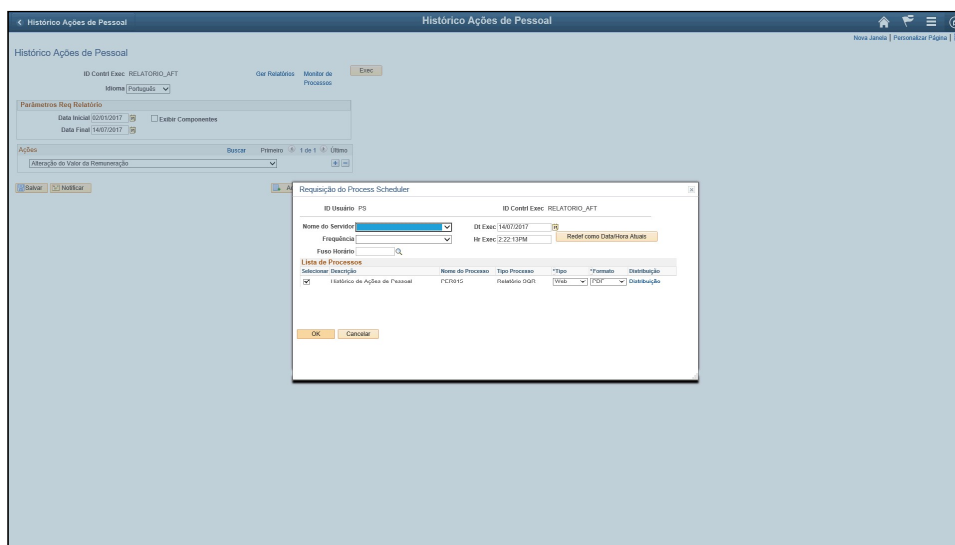 Histórico Ações de Pessoal Histórico Ações de Pessoal
Nova Janela | Personalizar Página |
Histórico Ações de Pessoal
ID Contrl Exec RELATORIO_AFT Ger Relatórios Monitor de Processos Exec
Idioma Português
Parâmetros Req Relatório
Data Inicial 02/01/2017 Exibir Componentes
Data Final 14/07/2017
Ações Buscar Primeiro 1 de 1 Último
Alteração do Valor da Remuneração
Salvar Notificar
Requisição do Process Scheduler
ID Usuário PS ID Contrl Exec RELATORIO_AFT
Nome do Servidor Dt Exec 14/07/2017
Frequência Hr Exec 2:22:13PM Redef como Data/Hora Atuais
Fuso Horário
Lista de Processos
Selecionar Descrição Nome do Processo Tipo Processo *Tipo *Formato Distribuição
Histórico de Ações de Pessoal PER015 Relatório SQR Web PDF Distribuição
OK Cancelar